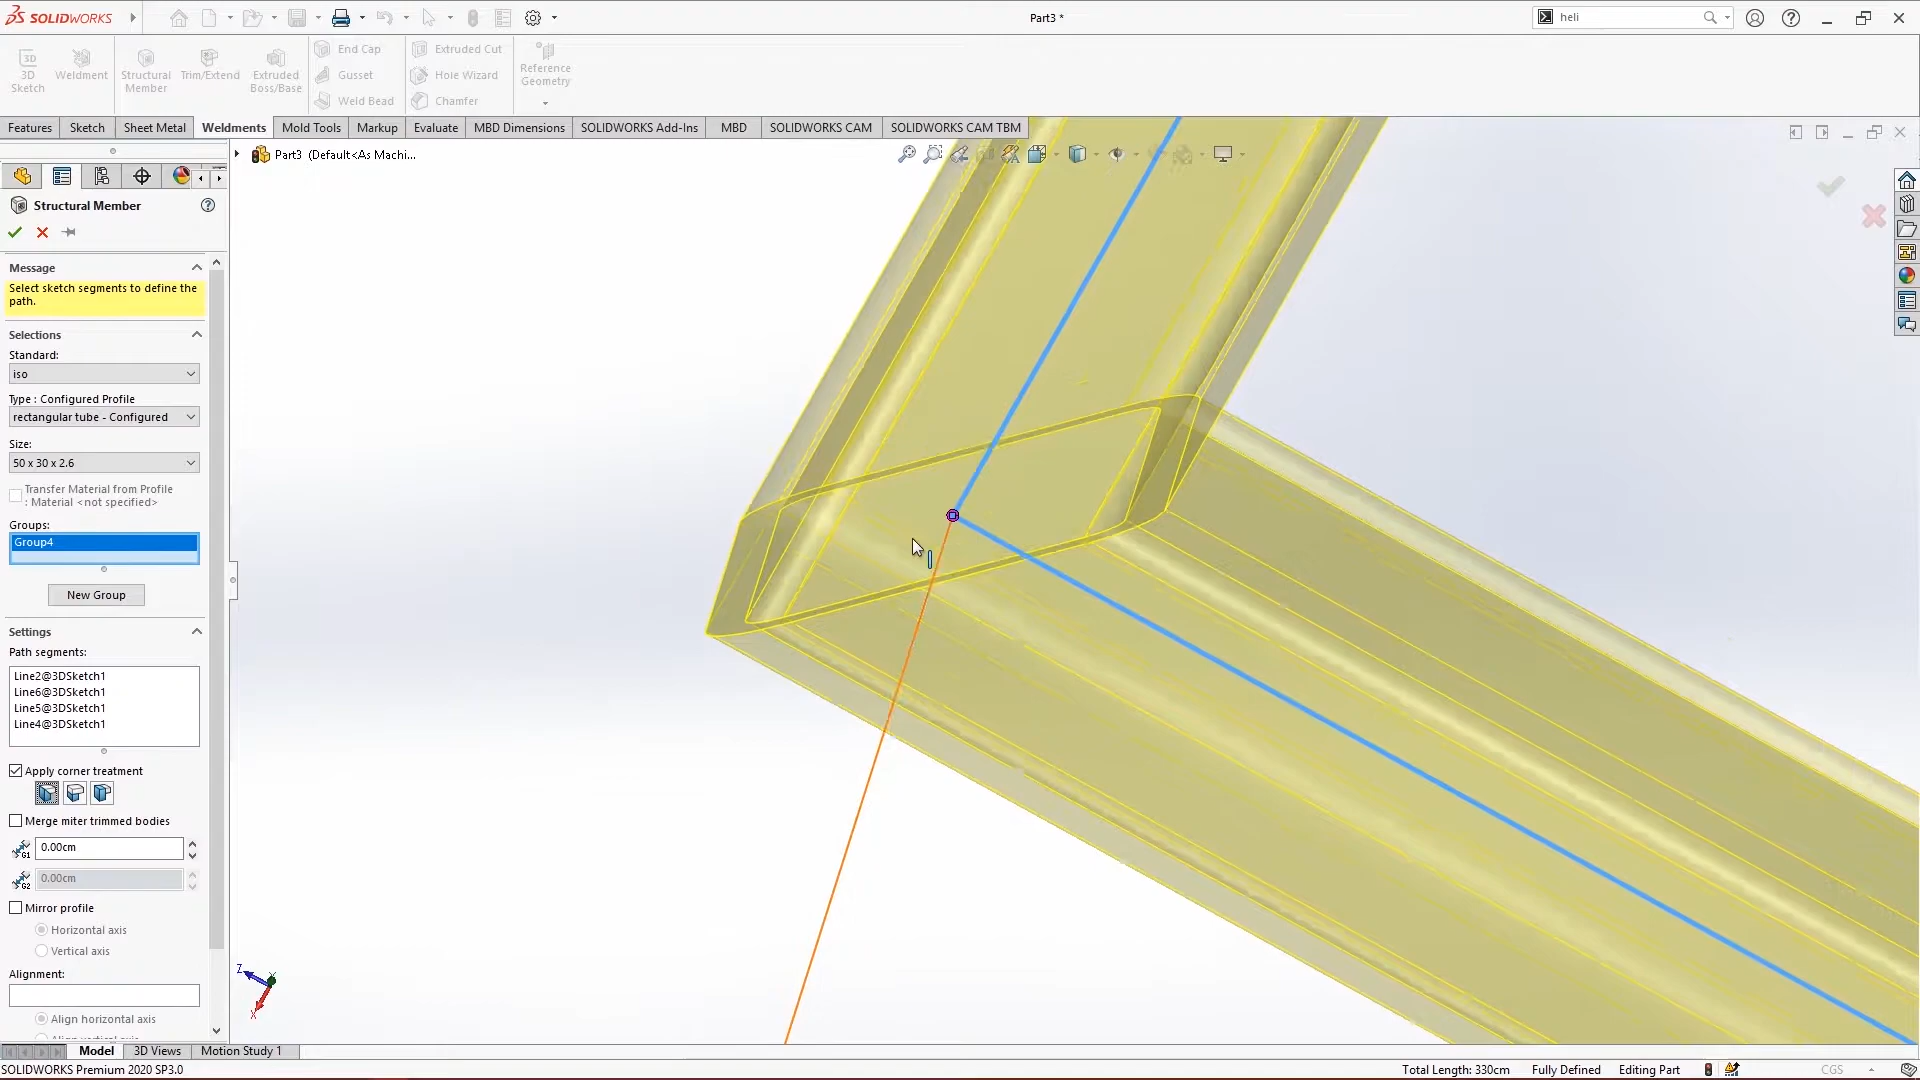 SOLIDWORKS
Part3 *
heli
3D Sketch
Weldment
Structural Member
Trim/Extend
Extruded Boss/Base
End Cap
Gusset
Weld Bead
Extruded Cut
Hole Wizard
Chamfer
Reference Geometry
Features
Sketch
Sheet Metal
Weldments
Mold Tools
Markup
Evaluate
MBD Dimensions
SOLIDWORKS Add-Ins
MBD
SOLIDWORKS CAM
SOLIDWORKS CAM TBM
Part3 (Default<As Machi...
Structural Member
Message
Select sketch segments to define the
path.
Selections
Standard:
iso
Type : Configured Profile
rectangular tube - Configured
Size:
50 x 30 x 2.6
Transfer Material from Profile
: Material <not specified>
Groups:
Group4
New Group
Settings
Path segments:
Line2@3DSketch1
Line6@3DSketch1
Line5@3DSketch1
Line4@3DSketch1
Apply corner treatment
Merge miter trimmed bodies
G1
0.00cm
G2
0.00cm
Mirror profile
Horizontal axis
Vertical axis
Alignment:
Align horizontal axis
Z
Y
X
Model
3D Views
Motion Study 1
SOLIDWORKS Premium 2020 SP3.0
Total Length: 330cm
Fully Defined
Editing Part
CGS